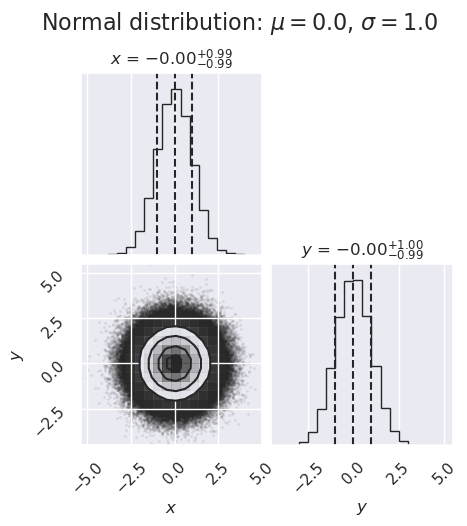 Normal distribution: μ = 0.0, σ = 1.0
x = −0.00+0.99−0.99
y = −0.00+1.00−0.99
5.0
2.5
0.0
−2.5
y
−5.0
−2.5
0.0
2.5
5.0
x
−2.5
0.0
2.5
5.0
y